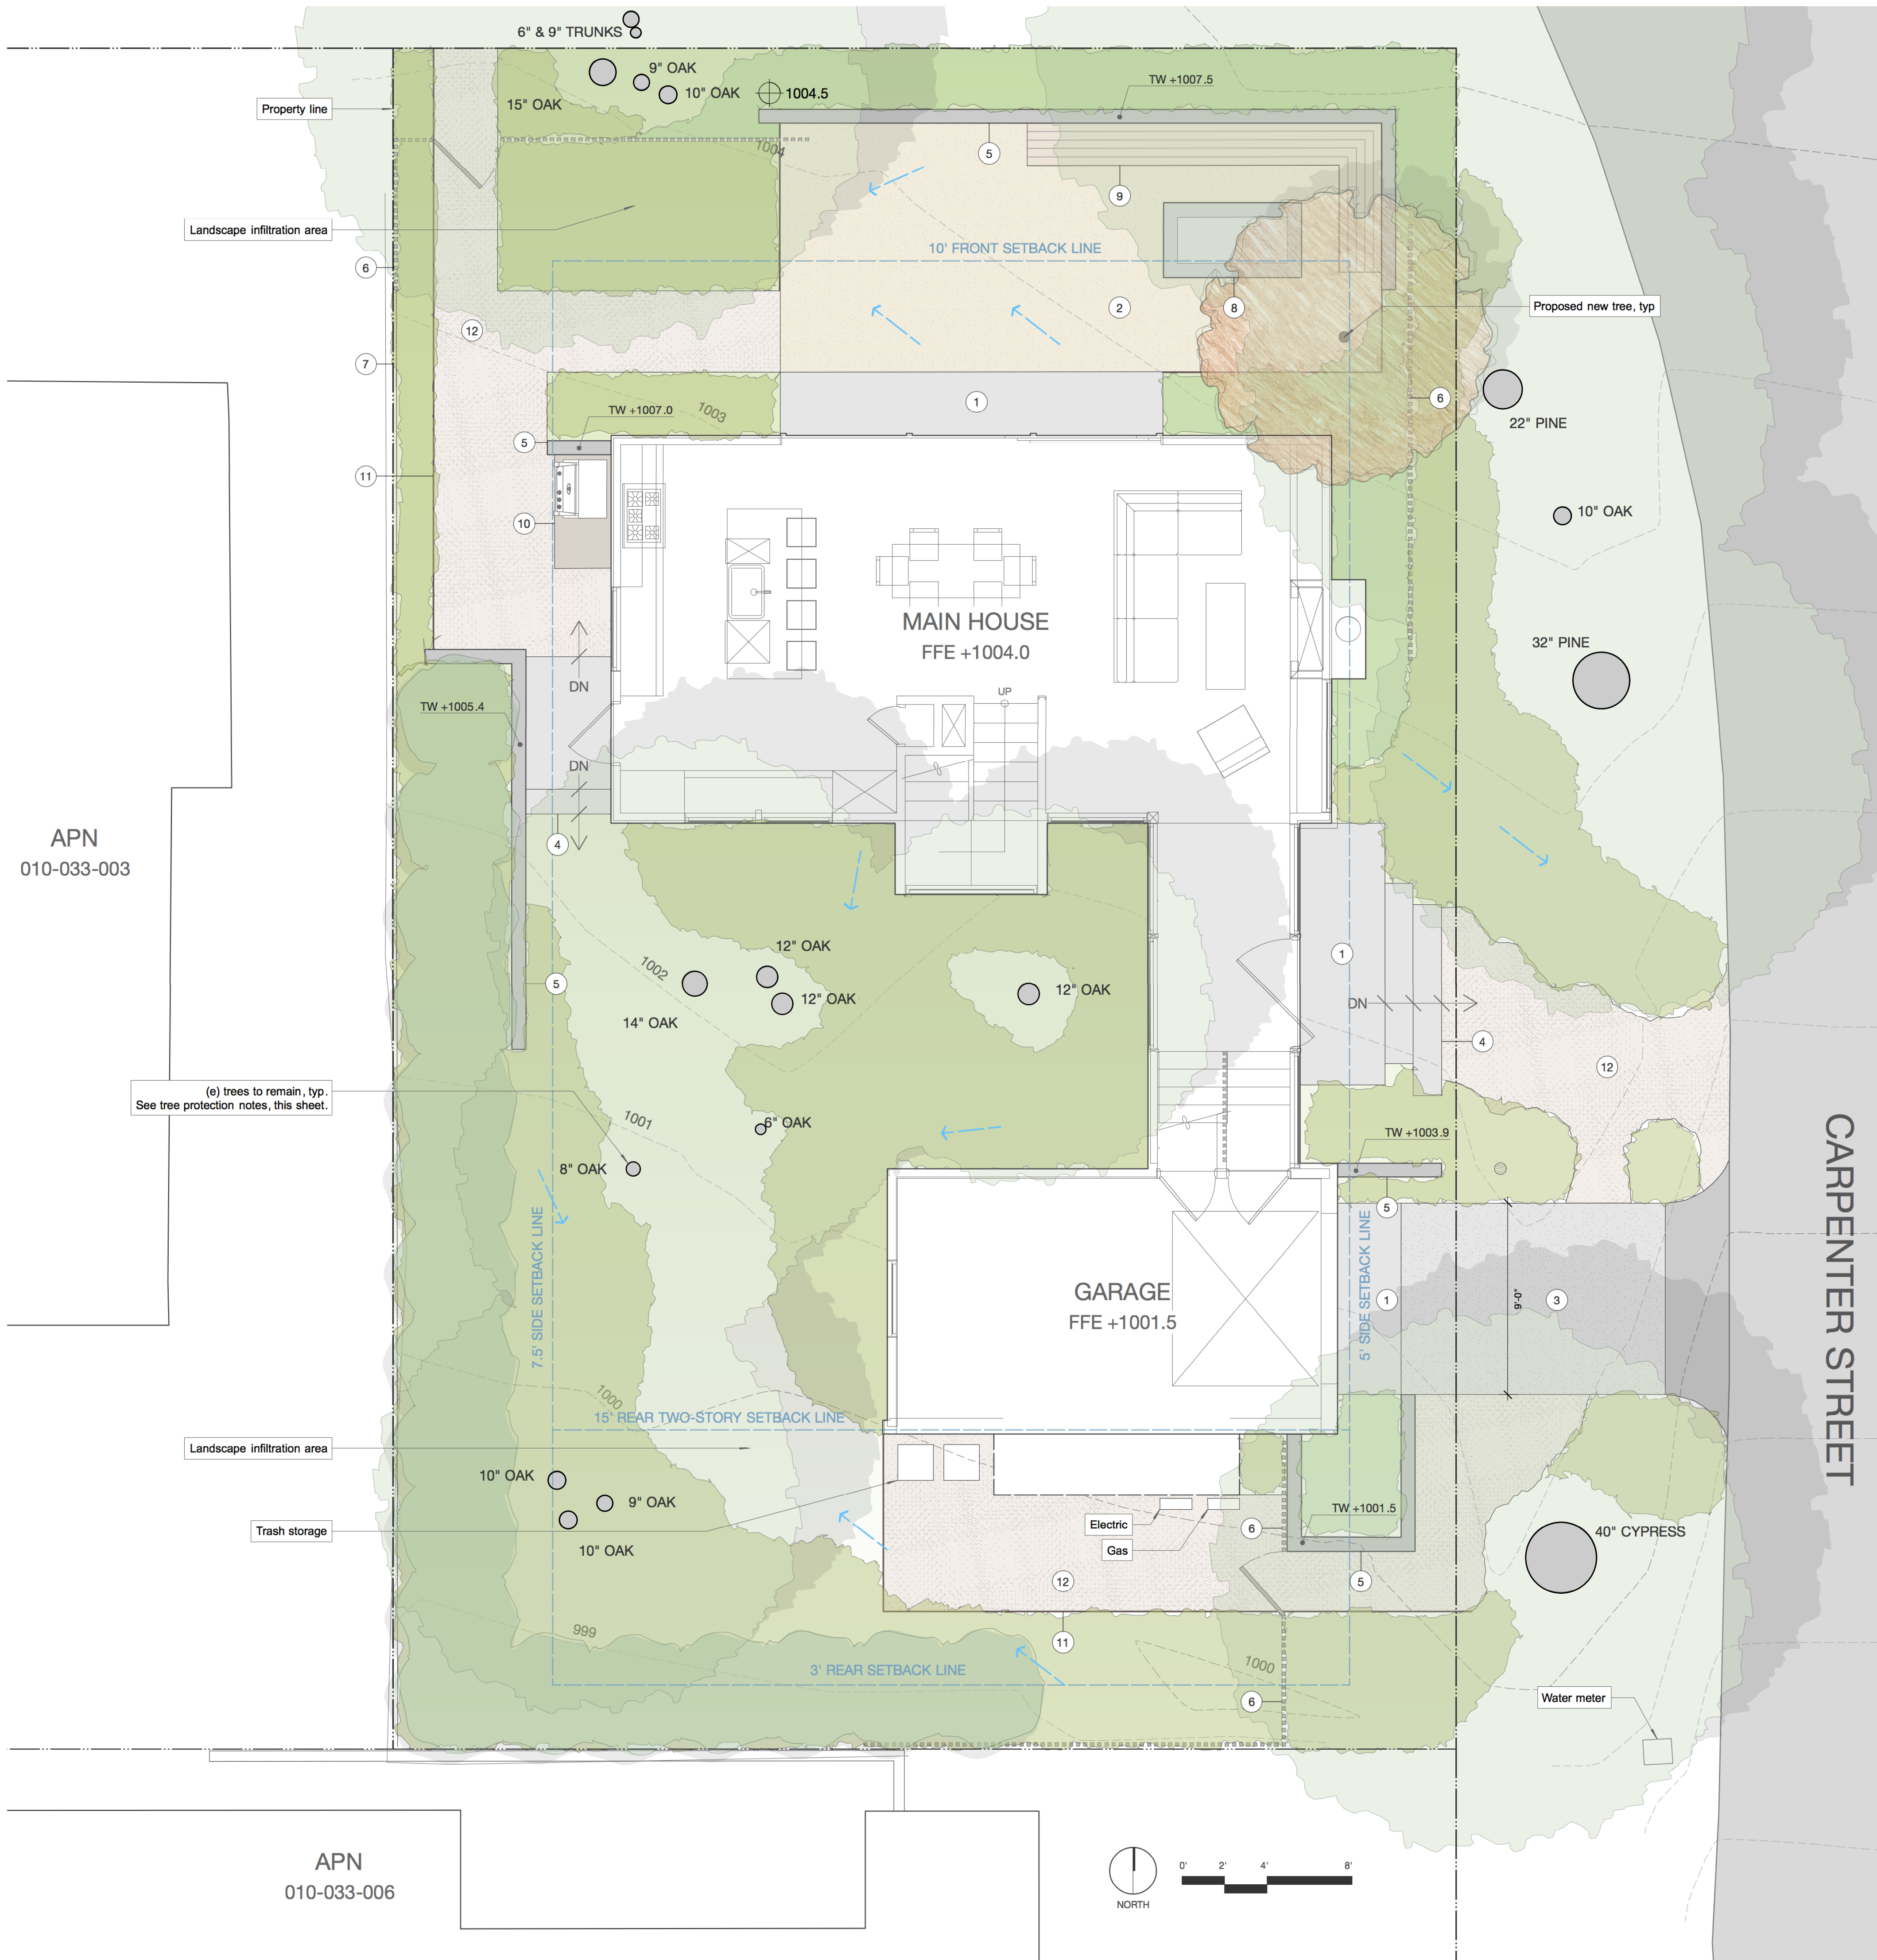 6" & 9" TRUNKS
9" OAK
15" OAK
10" OAK
1004.5
TW +1007.5
Property line
5
1004
9
Landscape infiltration area
10' FRONT SETBACK LINE
6
12
2
8
Proposed new tree, typ
7
1
6
TW +1007.0
1003
22" PINE
5
11
10
10" OAK
MAIN HOUSE
FFE +1004.0
32" PINE
DN
UP
TW +1005.4
DN
4
APN
010-033-003
12" OAK
1
1002
5
12" OAK
12" OAK
14" OAK
DN
4
12
(e) trees to remain, typ.
See tree protection notes, this sheet.
1001
6" OAK
8" OAK
TW +1003.9
5
CARPENTER STREET
7.5' SIDE SETBACK LINE
5' SIDE SETBACK LINE
GARAGE
FFE +1001.5
1
9'-0"
3
1000
15' REAR TWO-STORY SETBACK LINE
Landscape infiltration area
10" OAK
9" OAK
TW +1001.5
Trash storage
Electric
6
40" CYPRESS
10" OAK
Gas
12
5
999
11
3' REAR SETBACK LINE
1000
6
Water meter
APN
010-033-006
NORTH
0' 2' 4' 8'